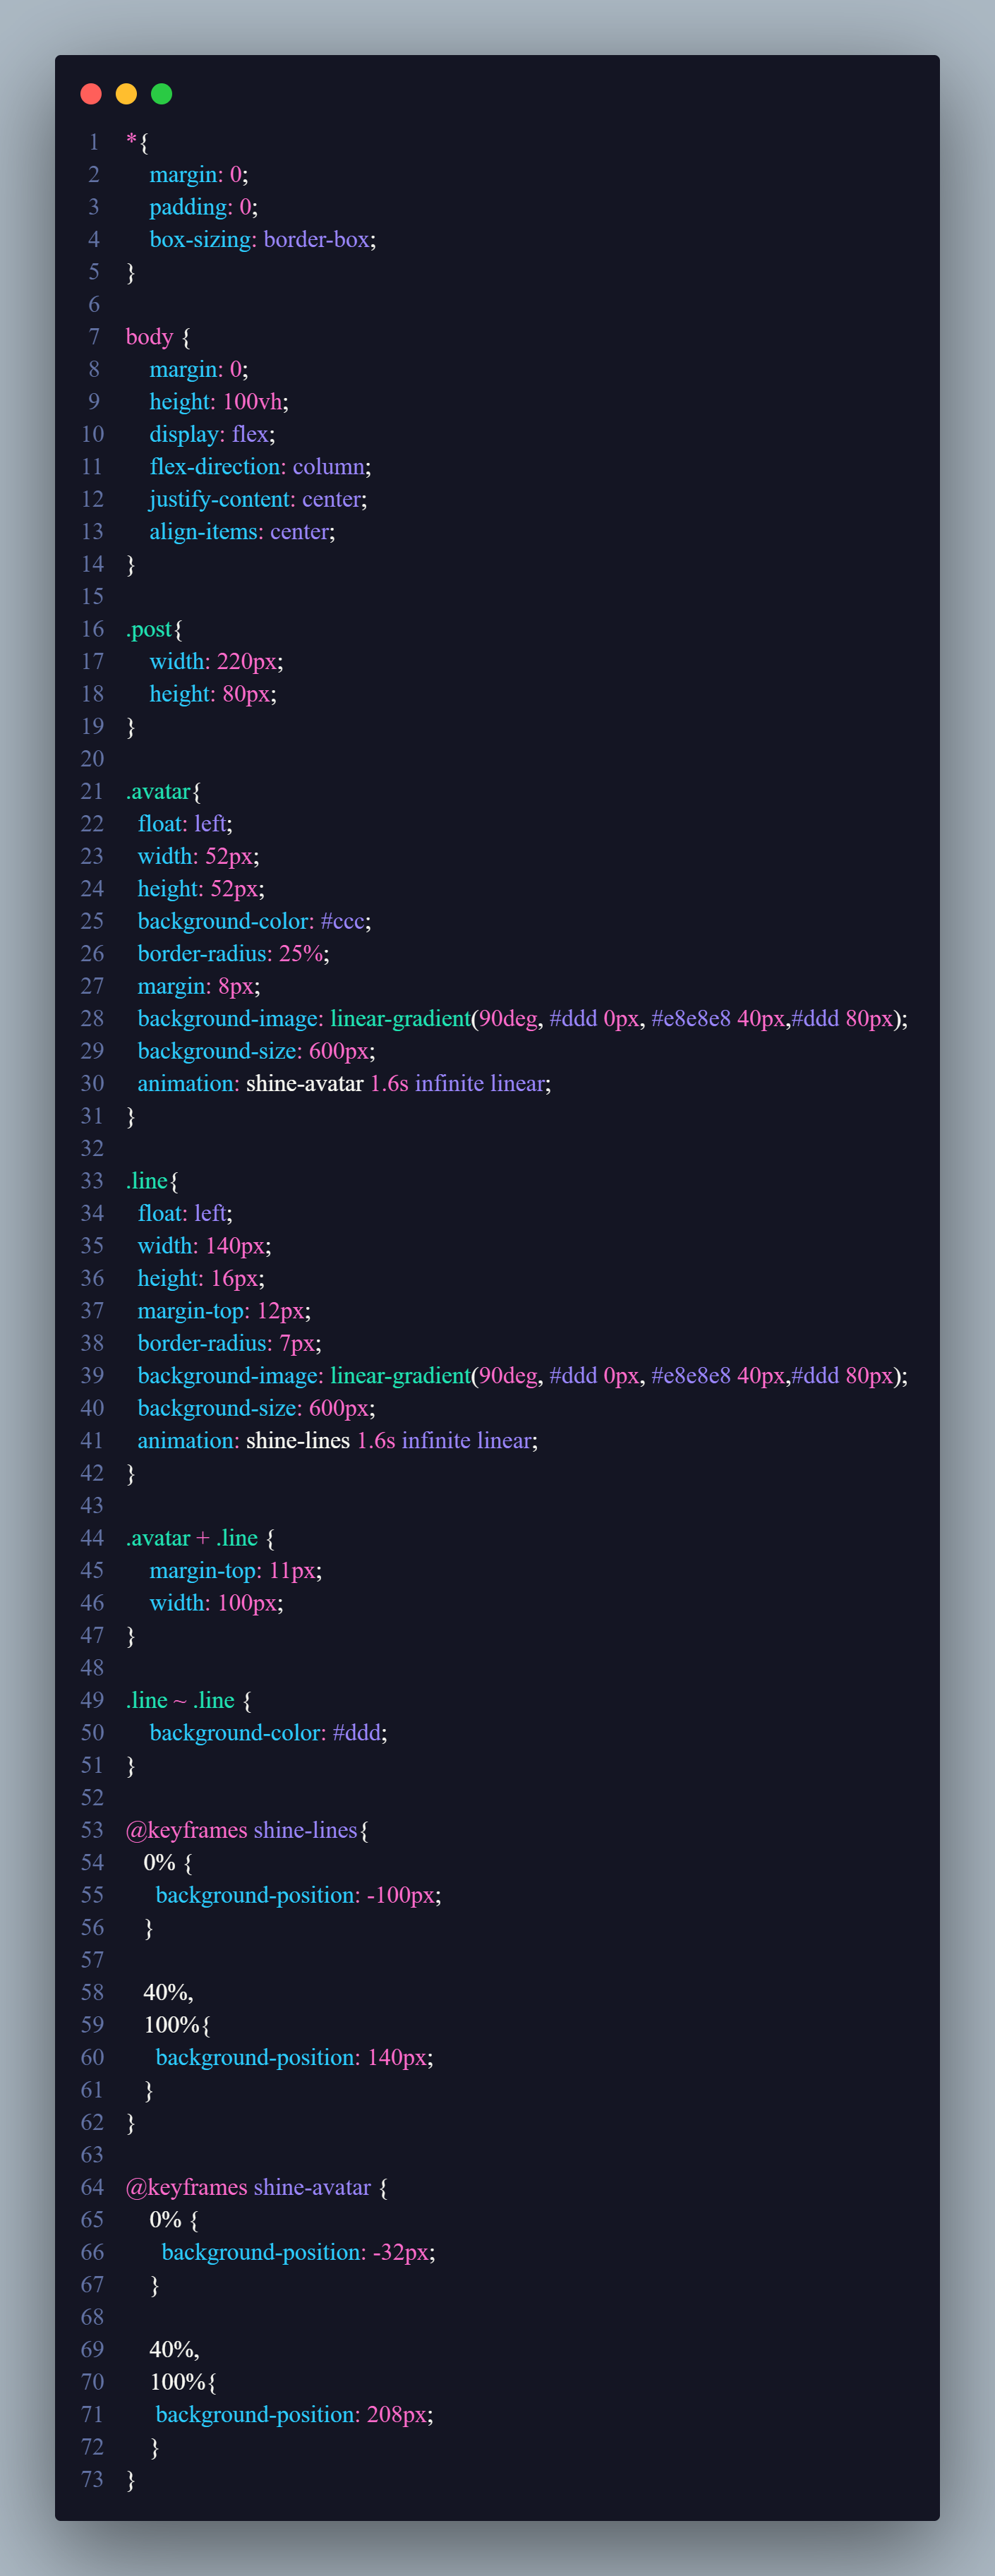 1 *{
2     margin: 0;
3     padding: 0;
4     box-sizing: border-box;
5 }
6
7 body {
8     margin: 0;
9     height: 100vh;
10     display: flex;
11     flex-direction: column;
12     justify-content: center;
13     align-items: center;
14 }
15
16 .post{
17     width: 220px;
18     height: 80px;
19 }
20
21 .avatar{
22   float: left;
23   width: 52px;
24   height: 52px;
25   background-color: #ccc;
26   border-radius: 25%;
27   margin: 8px;
28   background-image: linear-gradient(90deg, #ddd 0px, #e8e8e8 40px,#ddd 80px);
29   background-size: 600px;
30   animation: shine-avatar 1.6s infinite linear;
31 }
32
33 .line{
34   float: left;
35   width: 140px;
36   height: 16px;
37   margin-top: 12px;
38   border-radius: 7px;
39   background-image: linear-gradient(90deg, #ddd 0px, #e8e8e8 40px,#ddd 80px);
40   background-size: 600px;
41   animation: shine-lines 1.6s infinite linear;
42 }
43
44 .avatar + .line {
45     margin-top: 11px;
46     width: 100px;
47 }
48
49 .line ~ .line {
50     background-color: #ddd;
51 }
52
53 @keyframes shine-lines{
54    0% {
55      background-position: -100px;
56    }
57
58    40%,
59    100%{
60      background-position: 140px;
61    }
62 }
63
64 @keyframes shine-avatar {
65     0% {
66       background-position: -32px;
67     }
68
69     40%,
70     100%{
71      background-position: 208px;
72     }
73 }